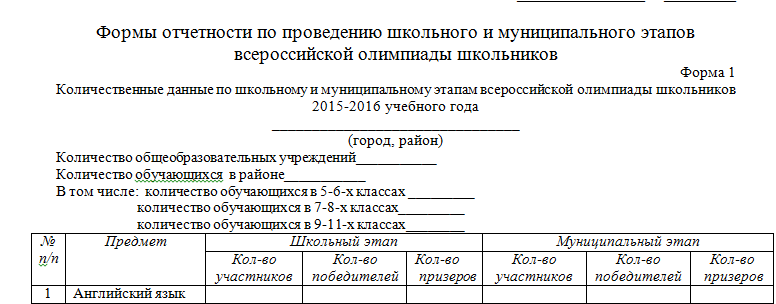 Формы отчетности по проведению школьного и муниципального этапов
всероссийской олимпиады школьников
Форма 1
Количественные данные по школьному и муниципальному этапам всероссийской олимпиады школьников
2015-2016 учебного года
_______________________________
(город, район)
Количество общеобразовательных учреждений___________
Количество обучающихся в районе___________
В том числе: количество обучающихся в 5-6-х классах _________
количество обучающихся в 7-8-х классах_________
количество обучающихся в 9-11-х классах_________
№ п/п Предмет Школьный этап Муниципальный этап
Кол-во участников Кол-во победителей Кол-во призеров Кол-во участников Кол-во победителей Кол-во призеров
1 Английский язык